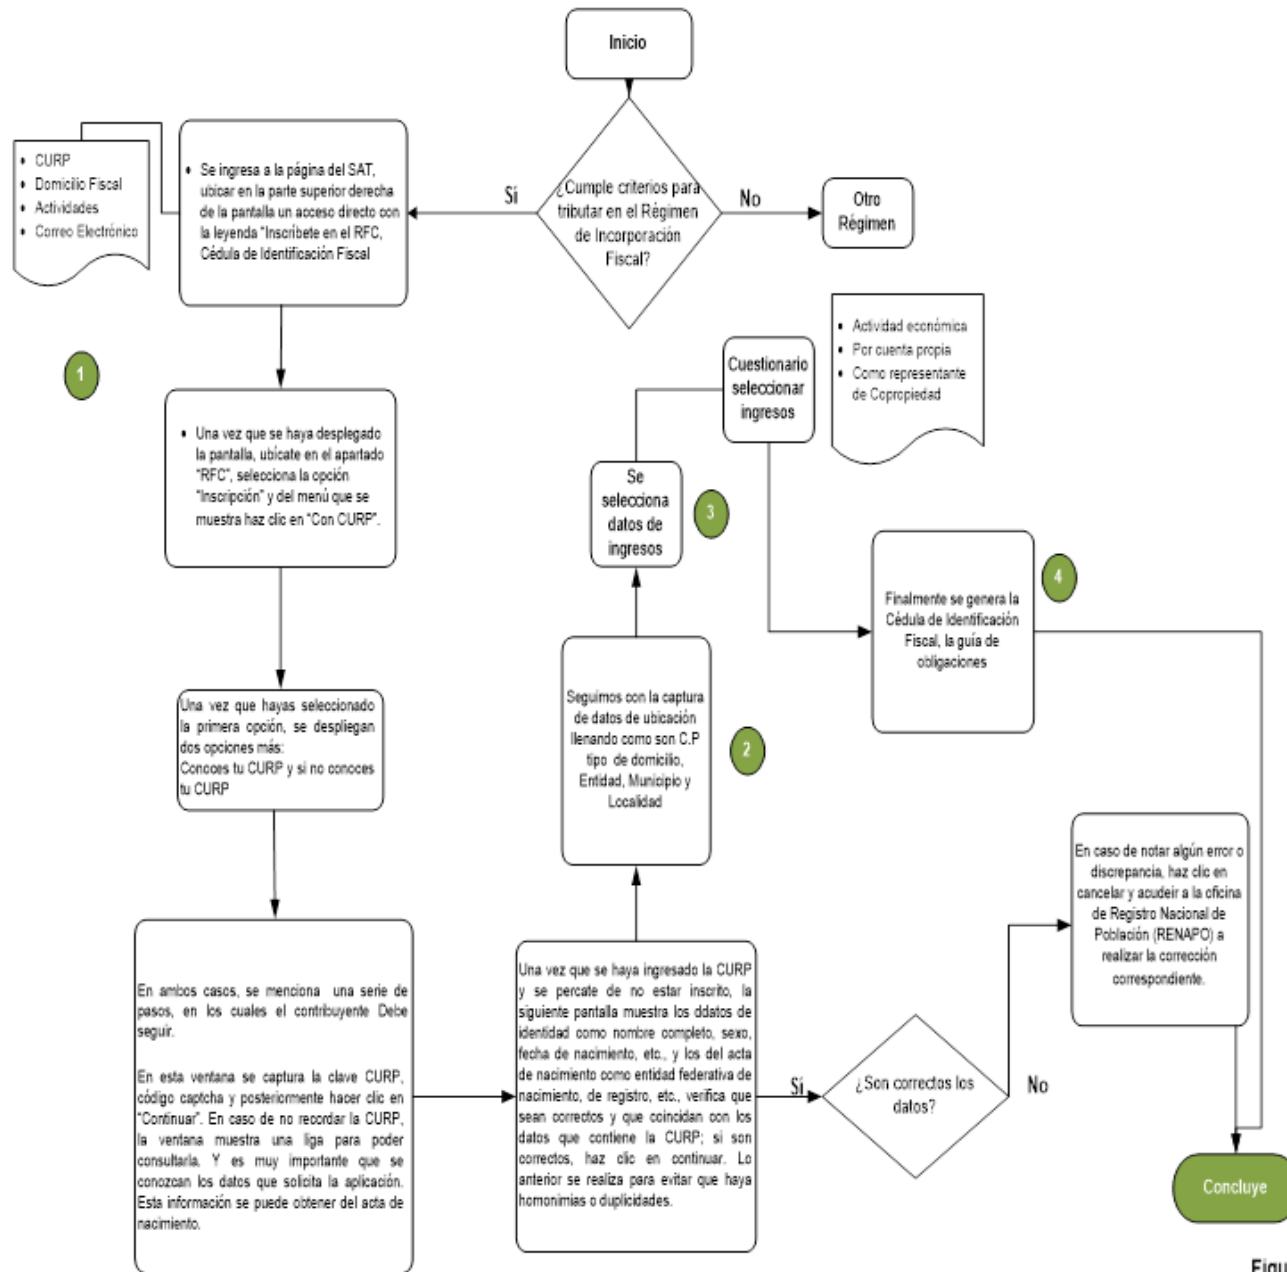 Inicio
¿Cumple criterios para
tributar en el Régimen
de Incorporación
Fiscal?
Sí
No
Otro
Régimen
• CURP
• Domicilio Fiscal
• Actividades
• Correo Electrónico
• Se ingresa a la página del SAT,
ubicar en la parte superior derecha
de la pantalla un acceso directo con
la leyenda "Inscríbete en el RFC,
Cédula de Identificación Fiscal
1
• Una vez que se haya desplegado
la pantalla, ubícate en el apartado
"RFC", selecciona la opción
"Inscripción" y del menú que se
muestra haz clic en "Con CURP".
Una vez que hayas seleccionado
la primera opción, se despliegan
dos opciones más:
Conoces tu CURP y si no conoces
tu CURP
En ambos casos, se menciona una serie de
pasos, en los cuales el contribuyente Debe
seguir.
En esta ventana se captura la clave CURP,
código captcha y posteriormente hacer clic en
"Continuar". En caso de no recordar la CURP,
la ventana muestra una liga para poder
consultarla. Y es muy importante que se
conozcan los datos que solicita la aplicación.
Esta información se puede obtener del acta de
nacimiento.
Una vez que se haya ingresado la CURP
y se percate de no estar inscrito, la
siguiente pantalla muestra los ddatos de
identidad como nombre completo, sexo,
fecha de nacimiento, etc., y los del acta
de nacimiento como entidad federativa de
nacimiento, de registro, etc., verifica que
sean correctos y que coincidan con los
datos que contiene la CURP; si son
correctos, haz clic en continuar. Lo
anterior se realiza para evitar que haya
homonimias o duplicidades.
Sí
¿Son correctos los
datos?
No
En caso de notar algún error o
discrepancia, haz clic en
cancelar y acudeir a la oficina
de Registro Nacional de
Población (RENAPO) a
realizar la corrección
correspondiente.
Seguimos con la captura
de datos de ubicación
llenando como son C.P
tipo de domicilio,
Entidad, Municipio y
Localidad
2
Se
selecciona
datos de
ingresos
3
Cuestionario
seleccionar
ingresos
• Actividad económica
• Por cuenta propia
• Como representante
de Copropiedad
Finalmente se genera la
Cédula de Identificación
Fiscal, la guía de
obligaciones
4
Concluye
Figu